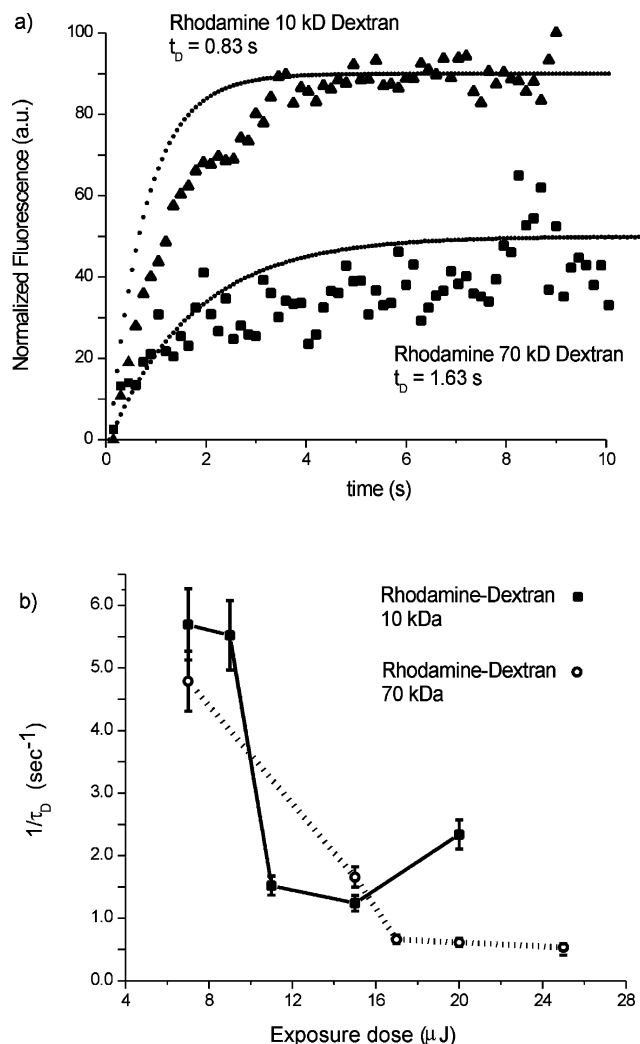 a)
Rhodamine 10 kD Dextran
t_D = 0.83 s
100
80
60
40
20
0
Normalized Fluorescence (a.u.)
Rhodamine 70 kD Dextran
t_D = 1.63 s
0 2 4 6 8 10
time (s)
b)
Rhodamine-Dextran
10 kDa
Rhodamine-Dextran
70 kDa
6.0
5.0
4.0
3.0
2.0
1.0
0.0
1/τ_D (sec⁻¹)
4 8 12 16 20 24 28
Exposure dose (μJ)